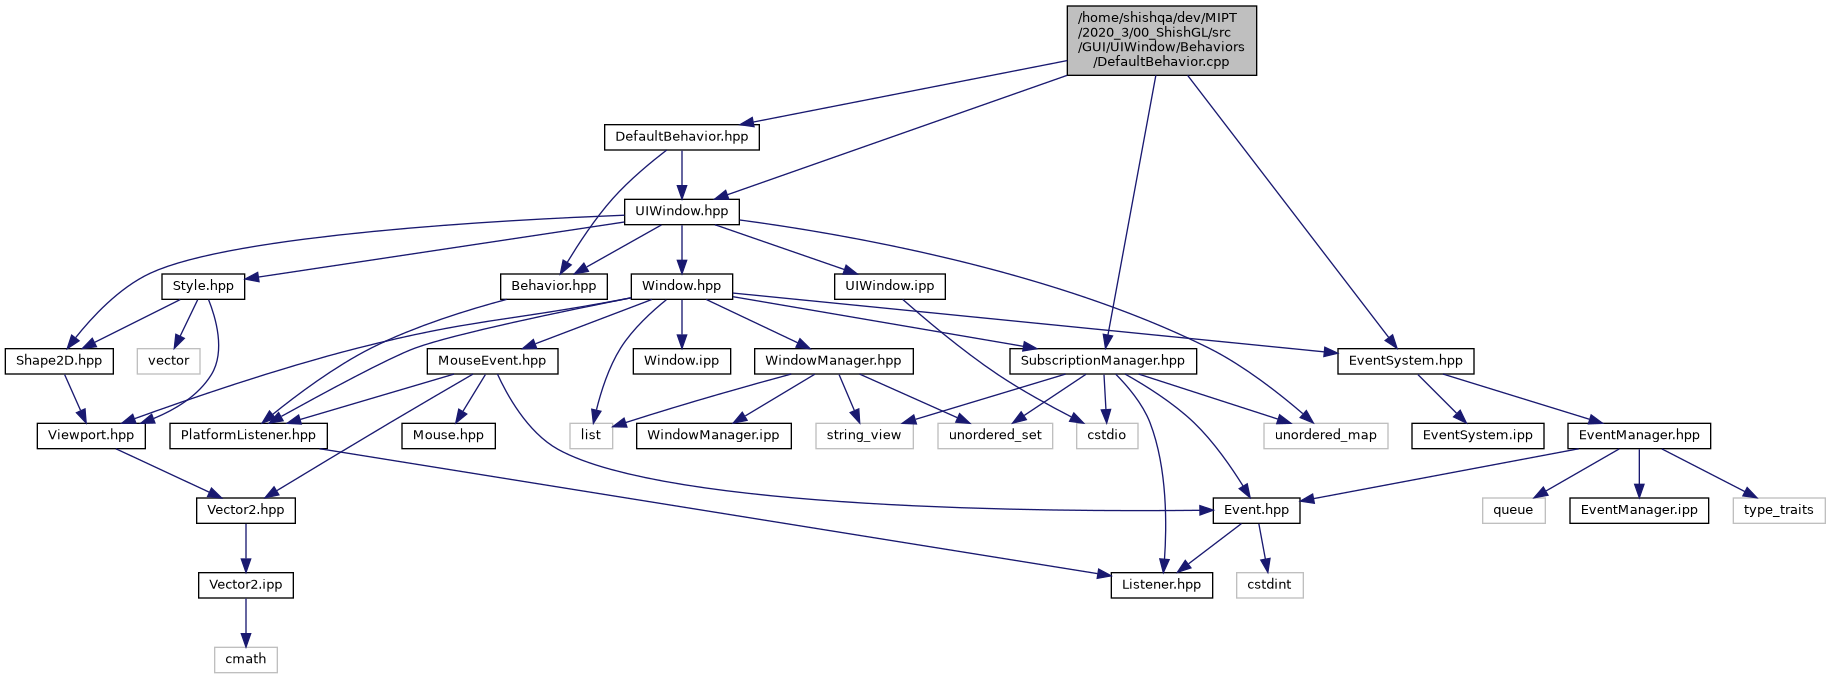 /home/shishqa/dev/MIPT
/2020_3/00_ShishGL/src
/GUI/UIWindow/Behaviors
/DefaultBehavior.cpp
DefaultBehavior.hpp
UIWindow.hpp
Style.hpp
Behavior.hpp
Window.hpp
UIWindow.ipp
Shape2D.hpp
vector
MouseEvent.hpp
Window.ipp
WindowManager.hpp
SubscriptionManager.hpp
EventSystem.hpp
Viewport.hpp
PlatformListener.hpp
Mouse.hpp
list
WindowManager.ipp
string_view
unordered_set
cstdio
unordered_map
EventSystem.ipp
EventManager.hpp
Vector2.hpp
Event.hpp
queue
EventManager.ipp
type_traits
Vector2.ipp
Listener.hpp
cstdint
cmath